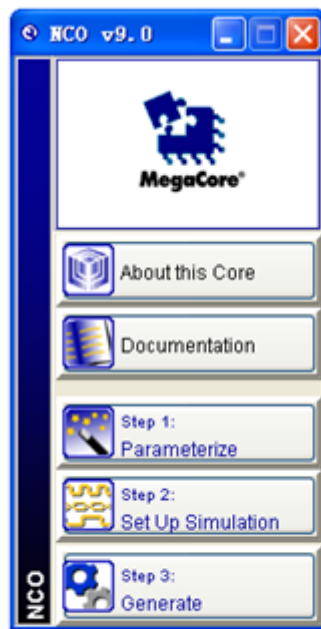 NCO v9.0
MegaCore®
About this Core
Documentation
Step 1:
Parameterize
Step 2:
Set Up Simulation
Step 3:
Generate
NCO